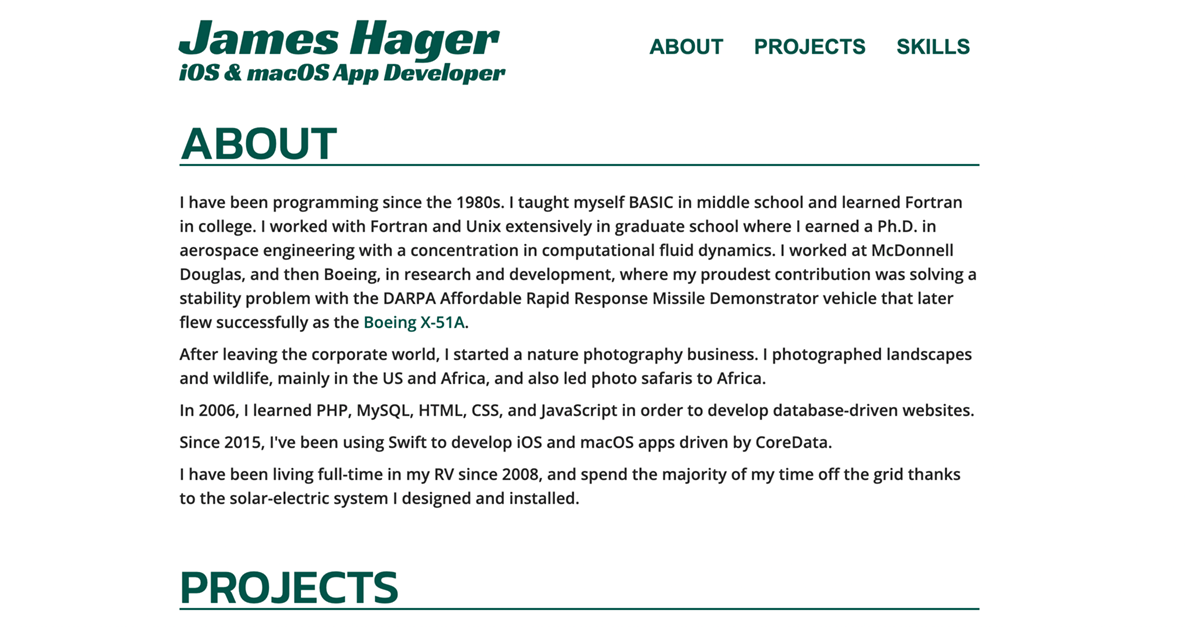 James Hager
iOS & macOS App Developer
ABOUT PROJECTS SKILLS
ABOUT
I have been programming since the 1980s. I taught myself BASIC in middle school and learned Fortran
in college. I worked with Fortran and Unix extensively in graduate school where I earned a Ph.D. in
aerospace engineering with a concentration in computational fluid dynamics. I worked at McDonnell
Douglas, and then Boeing, in research and development, where my proudest contribution was solving a
stability problem with the DARPA Affordable Rapid Response Missile Demonstrator vehicle that later
flew successfully as the Boeing X-51A.
After leaving the corporate world, I started a nature photography business. I photographed landscapes
and wildlife, mainly in the US and Africa, and also led photo safaris to Africa.
In 2006, I learned PHP, MySQL, HTML, CSS, and JavaScript in order to develop database-driven websites.
Since 2015, I've been using Swift to develop iOS and macOS apps driven by CoreData.
I have been living full-time in my RV since 2008, and spend the majority of my time off the grid thanks
to the solar-electric system I designed and installed.
PROJECTS